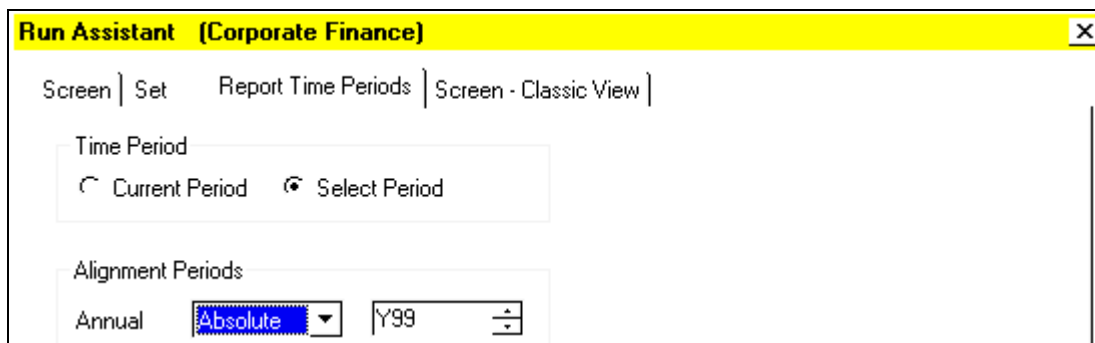 Run Assistant (Corporate Finance)
Screen Set Report Time Periods Screen - Classic View
Time Period
Current Period Select Period
Alignment Periods
Annual Absolute Y99